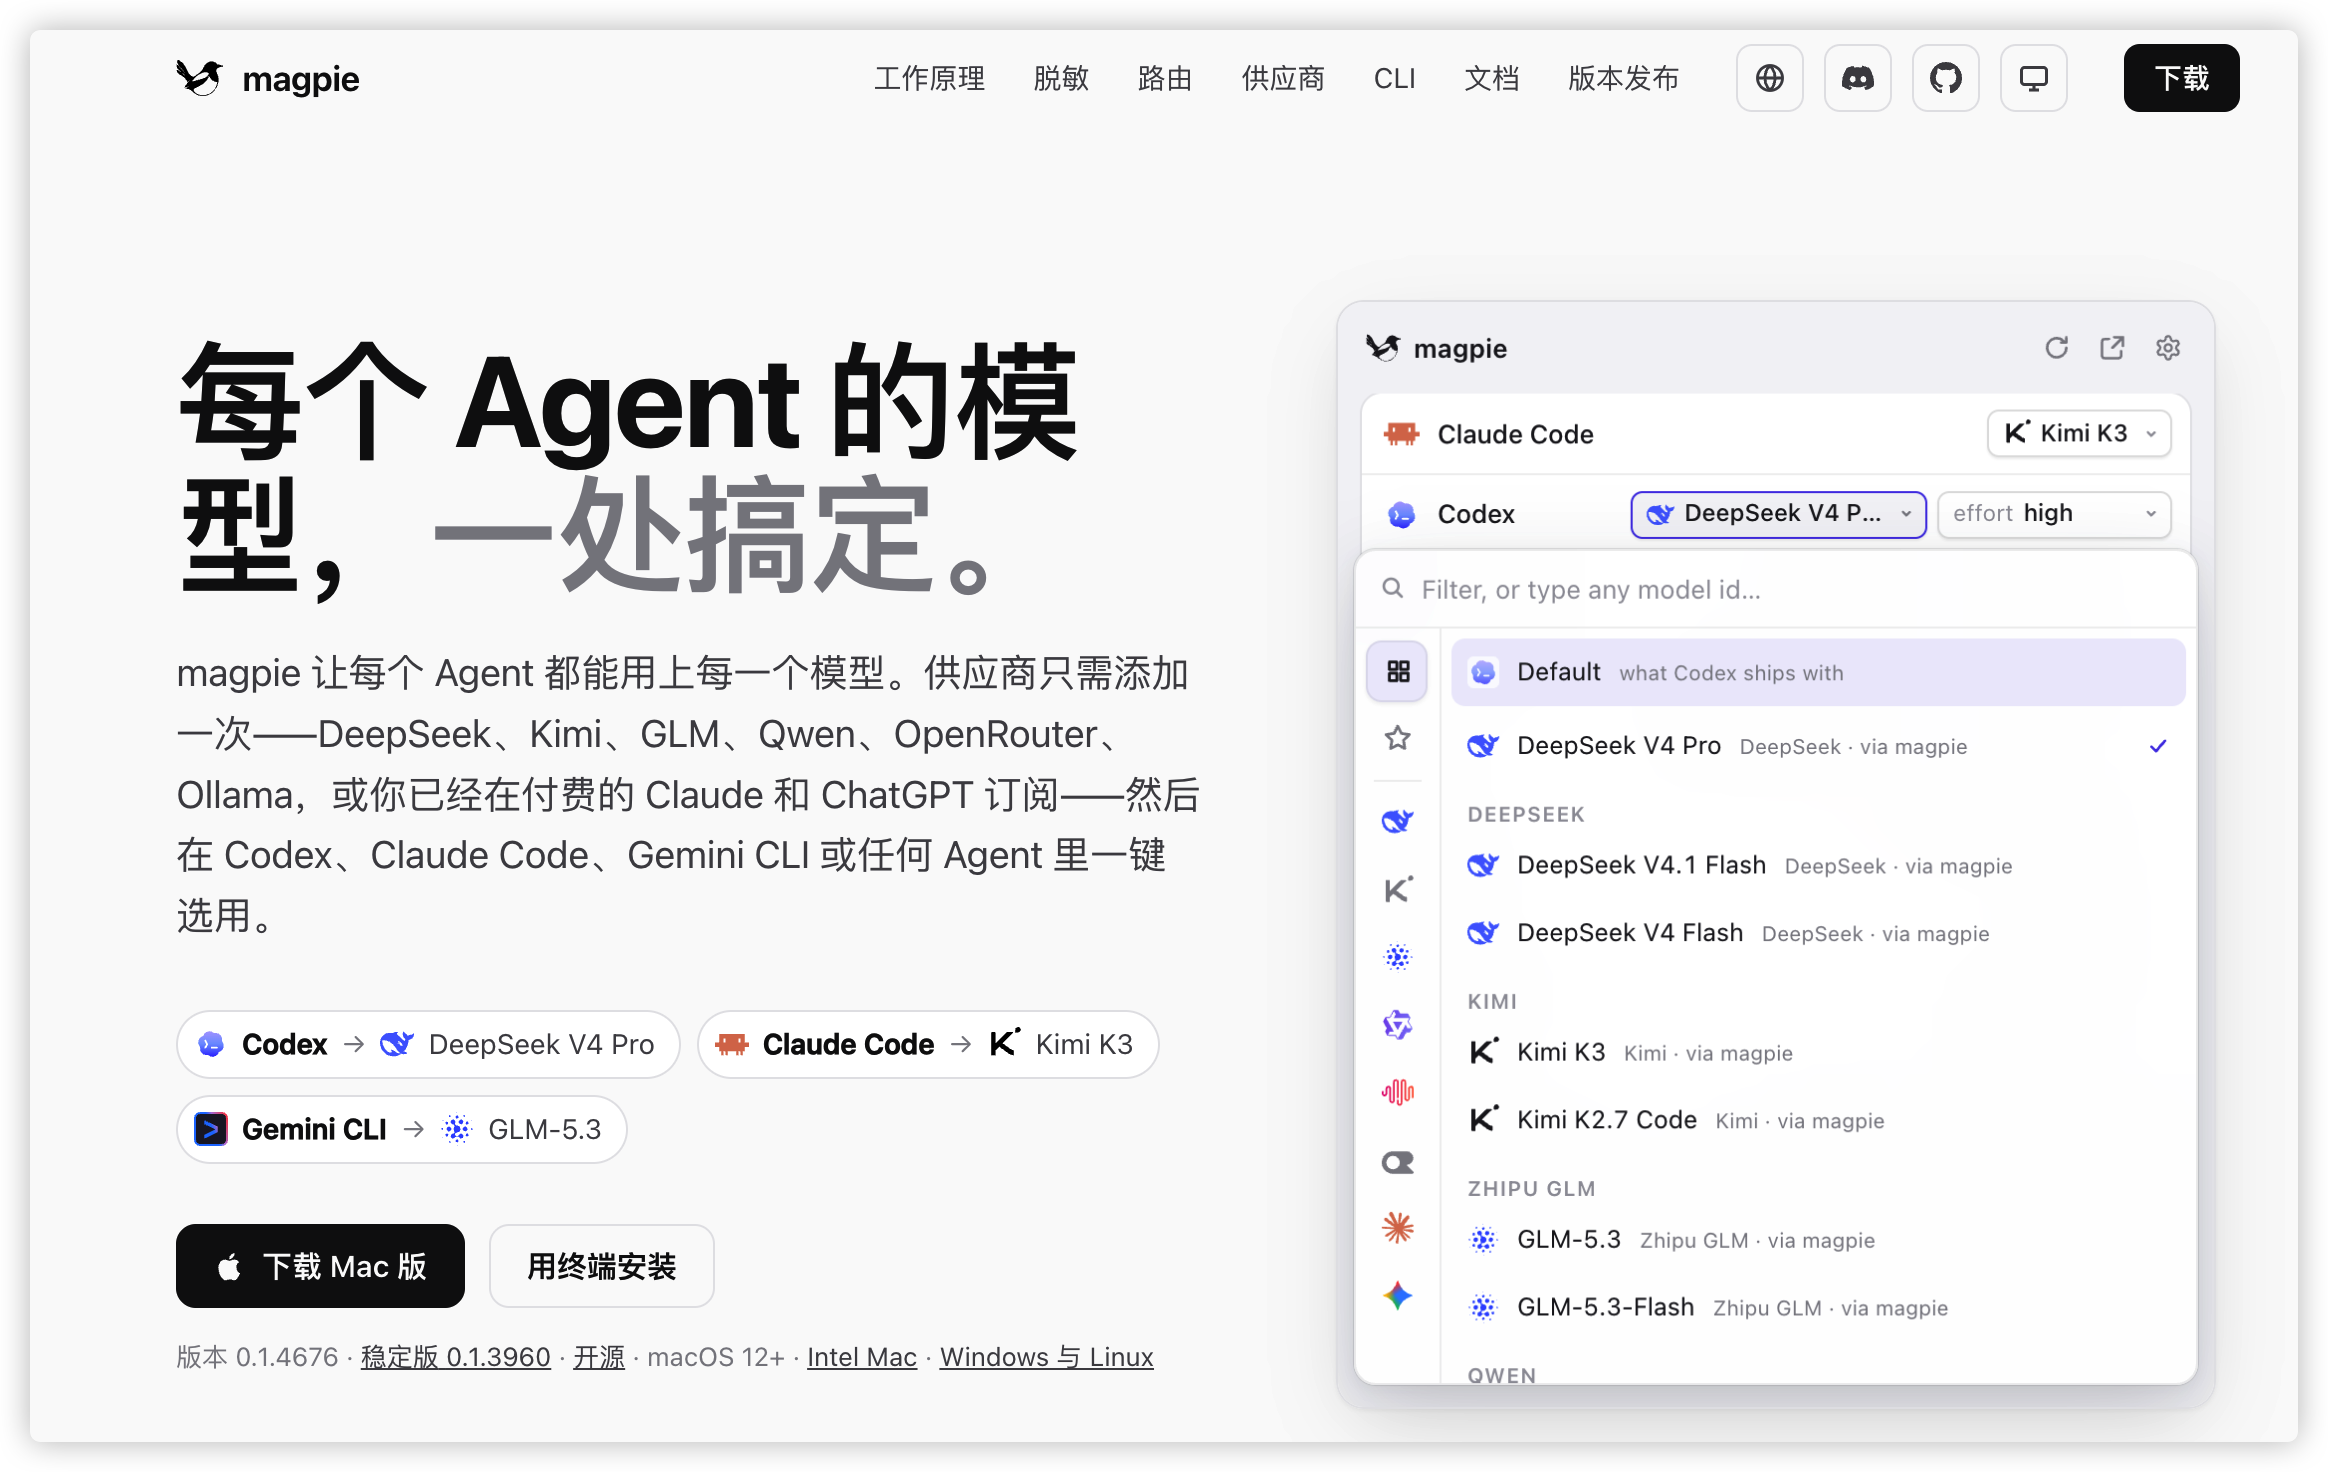 magpie
工作原理 脱敏 路由 供应商 CLI 文档 版本发布
下载
每个 Agent 的模
型，一处搞定。
magpie 让每个 Agent 都能用上每一个模型。供应商只需添加
一次——DeepSeek、Kimi、GLM、Qwen、OpenRouter、
Ollama，或你已经在付费的 Claude 和 ChatGPT 订阅——然后
在 Codex、Claude Code、Gemini CLI 或任何 Agent 里一键
选用。
Codex → DeepSeek V4 Pro
Claude Code → Kimi K3
Gemini CLI → GLM-5.3
下载 Mac 版
用终端安装
版本 0.1.4676 · 稳定版 0.1.3960 · 开源 · macOS 12+ · Intel Mac · Windows 与 Linux
magpie
Claude Code Kimi K3
Codex DeepSeek V4 P... effort high
Filter, or type any model id...
Default what Codex ships with
DeepSeek V4 Pro DeepSeek · via magpie
DEEPSEEK
DeepSeek V4.1 Flash DeepSeek · via magpie
DeepSeek V4 Flash DeepSeek · via magpie
KIMI
Kimi K3 Kimi · via magpie
Kimi K2.7 Code Kimi · via magpie
ZHIPU GLM
GLM-5.3 Zhipu GLM · via magpie
GLM-5.3-Flash Zhipu GLM · via magpie
QWEN